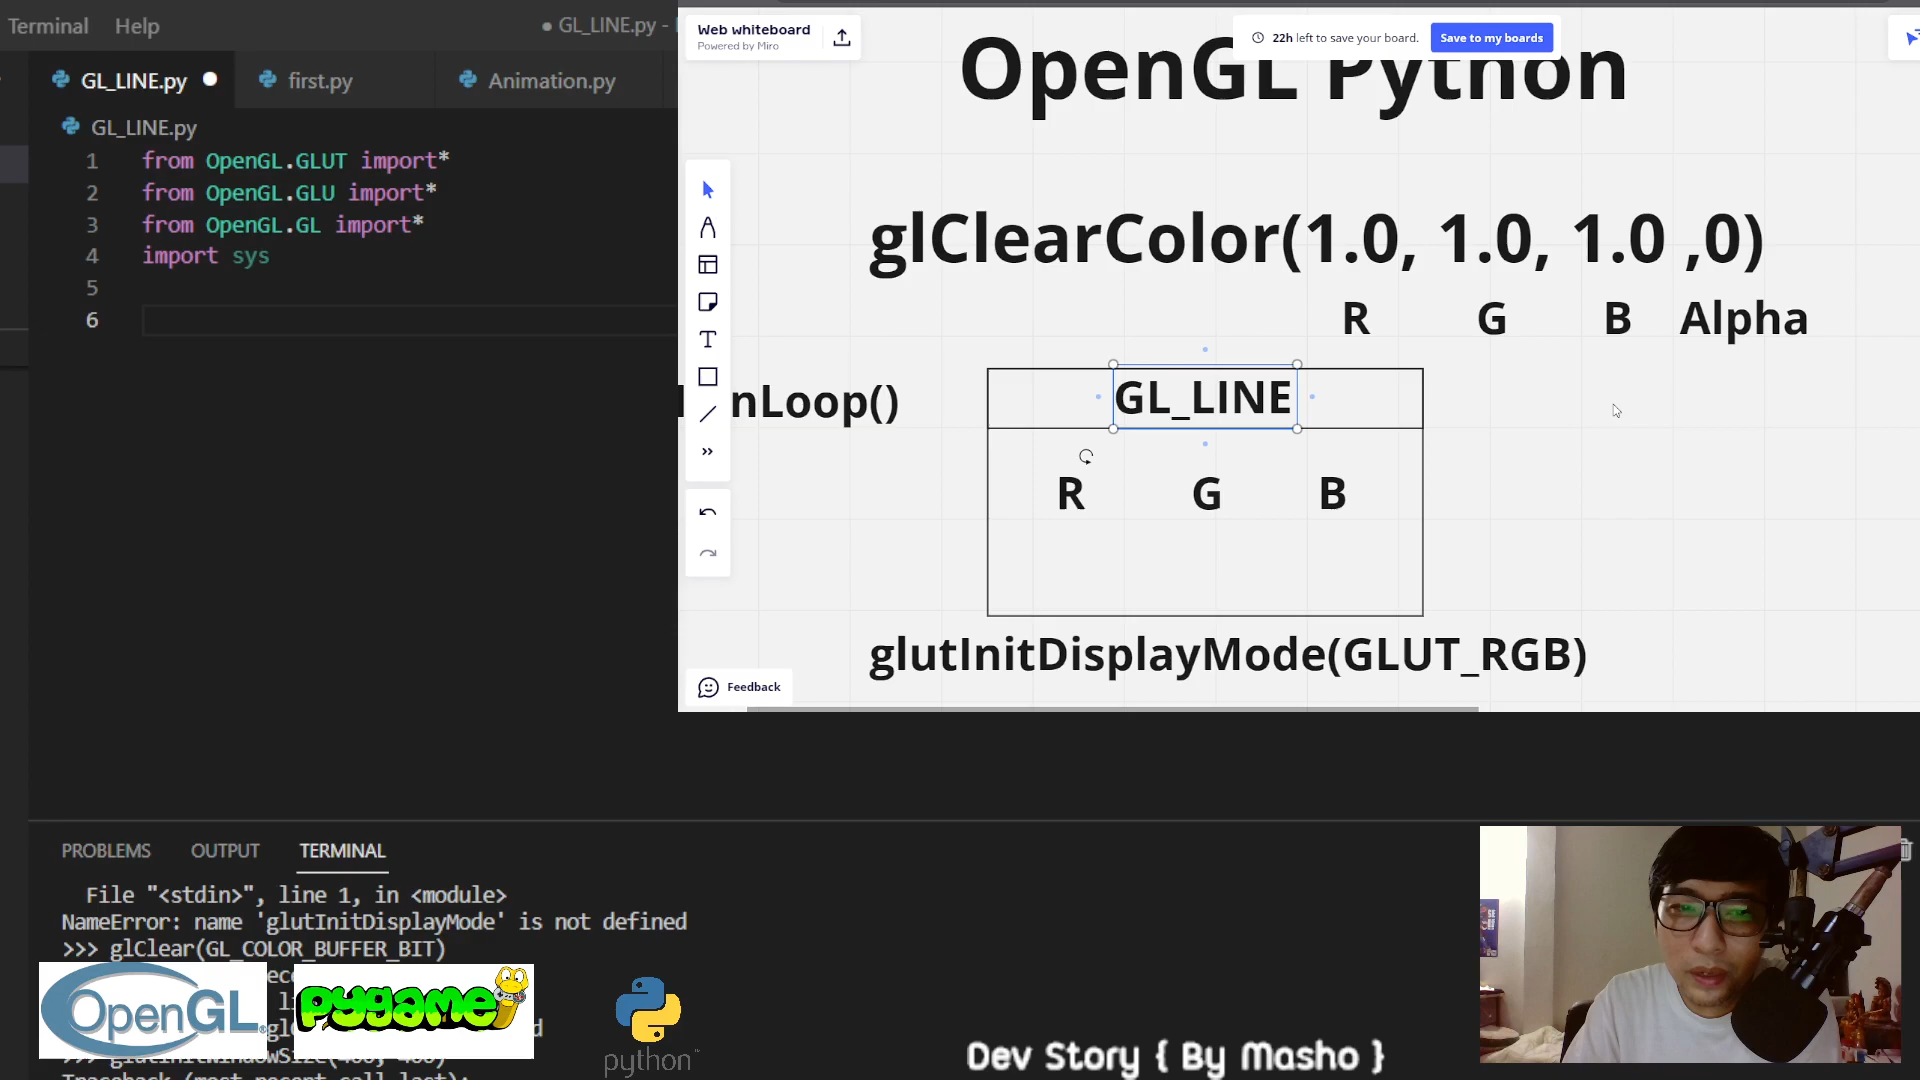 Terminal Help
● GL_LINE.py -
GL_LINE.py
first.py
Animation.py
GL_LINE.py
1 from OpenGL.GLUT import*
2 from OpenGL.GLU import*
3 from OpenGL.GL import*
4 import sys
5
6
Web whiteboard
Powered by Miro
22h left to save your board.
Save to my boards
OpenGL Python
glClearColor(1.0, 1.0, 1.0 ,0)
R G B Alpha
nLoop()
GL_LINE
R G B
glutInitDisplayMode(GLUT_RGB)
Feedback
PROBLEMS OUTPUT TERMINAL
File "<stdin>", line 1, in <module>
NameError: name 'glutInitDisplayMode' is not defined
>>> glClear(GL_COLOR_BUFFER_BIT)
OpenGL
pygame
python
Dev Story { By Masho }